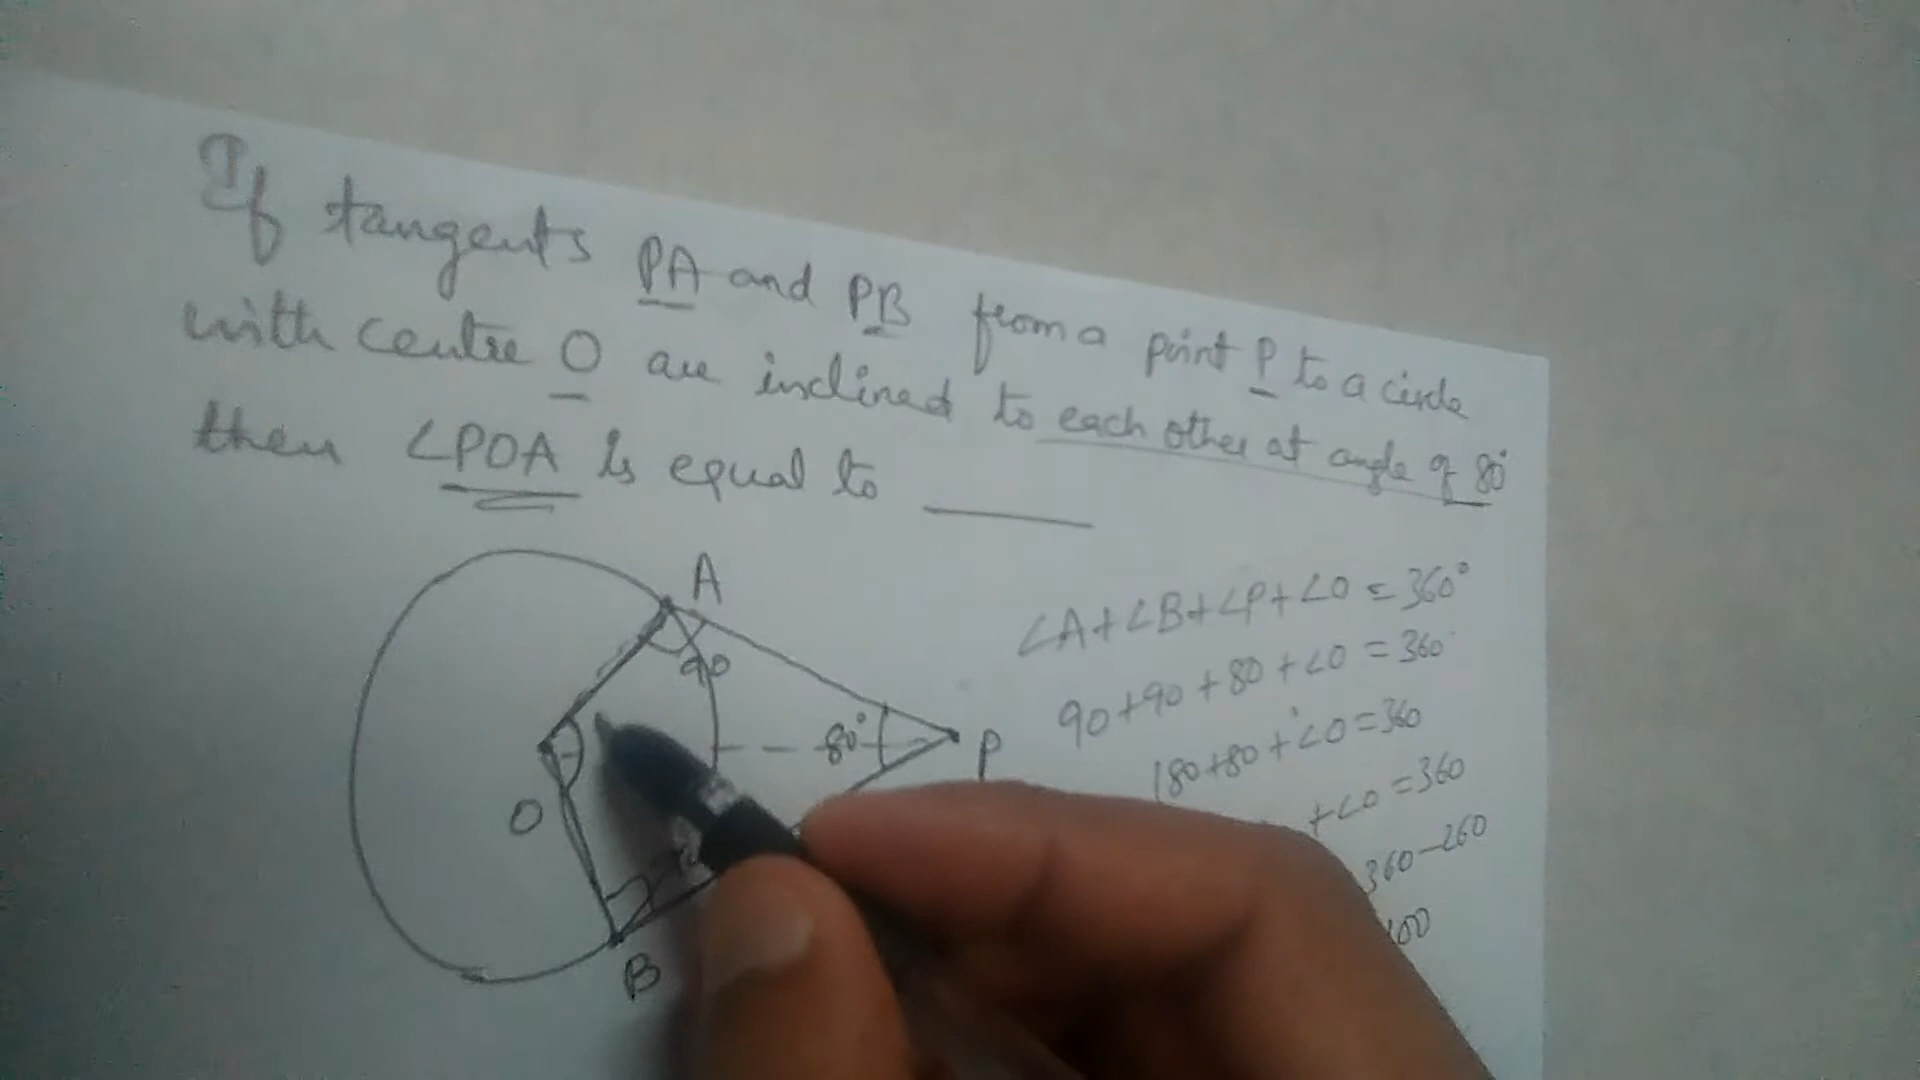 If tangents PA and PB from a point P to a circle
with centre O are inclined to each other at angle of 80°
then ∠POA is equal to ______
A
90
80°
P
O
B
∠A+∠B+∠P+∠O = 360°
90+90+80+∠O = 360
180+80+∠O=360
+∠O =360
360-260
100